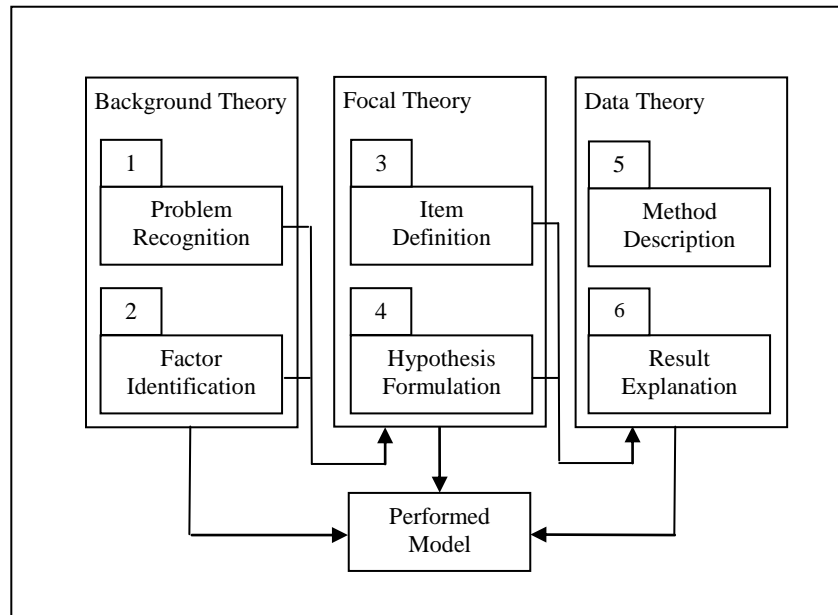 Background Theory
1
Problem
Recognition
2
Factor
Identification
Focal Theory
3
Item
Definition
4
Hypothesis
Formulation
Data Theory
5
Method
Description
6
Result
Explanation
Performed
Model